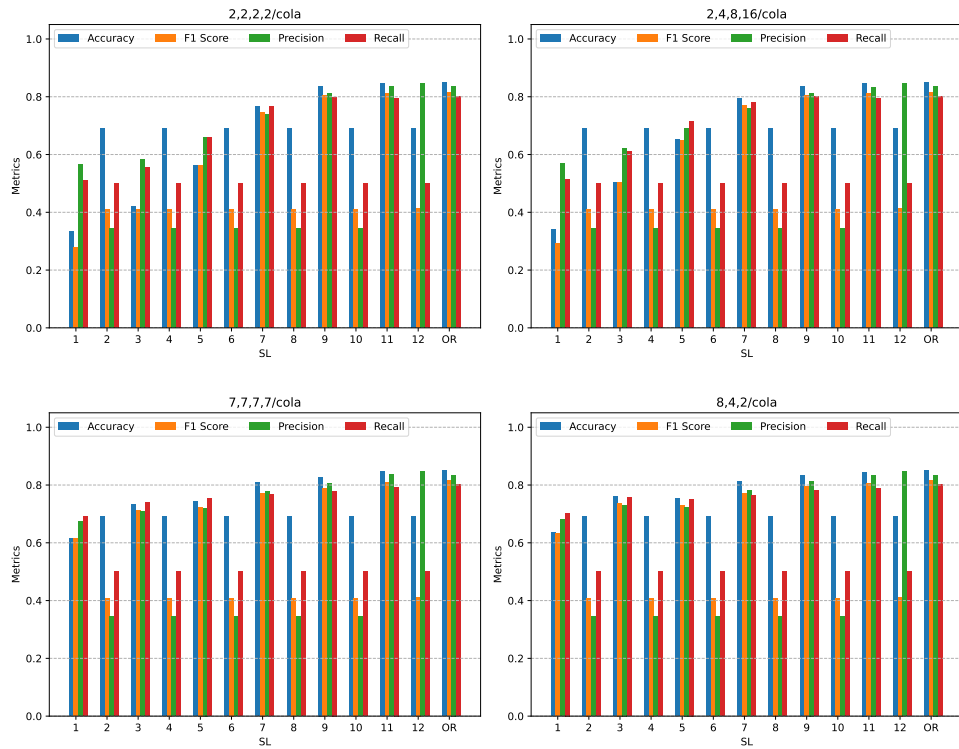 2,2,2,2/cola
Accuracy F1 Score Precision Recall
1.0
0.8
0.6
0.4
0.2
0.0
Metrics
1 2 3 4 5 6 7 8 9 10 11 12 OR
SL
2,4,8,16/cola
Accuracy F1 Score Precision Recall
1.0
0.8
0.6
0.4
0.2
0.0
Metrics
1 2 3 4 5 6 7 8 9 10 11 12 OR
SL
7,7,7,7/cola
Accuracy F1 Score Precision Recall
1.0
0.8
0.6
0.4
0.2
0.0
Metrics
1 2 3 4 5 6 7 8 9 10 11 12 OR
SL
8,4,2/cola
Accuracy F1 Score Precision Recall
1.0
0.8
0.6
0.4
0.2
0.0
Metrics
1 2 3 4 5 6 7 8 9 10 11 12 OR
SL